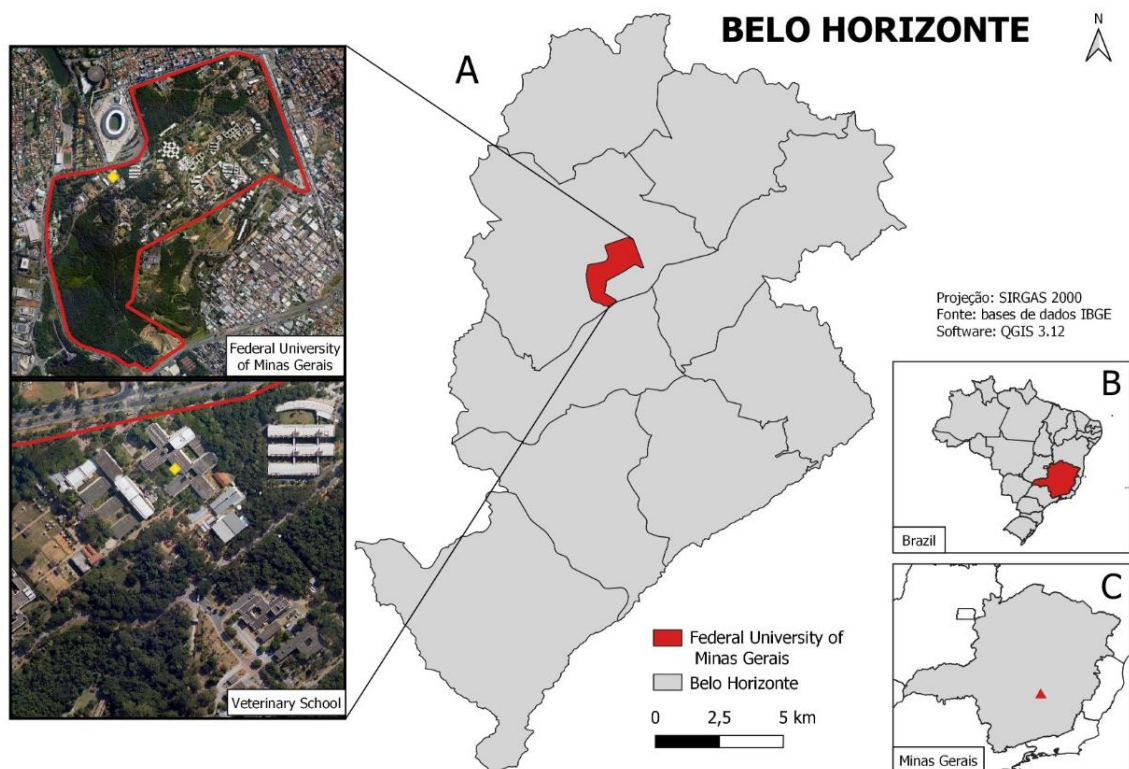 BELO HORIZONTE
N
A
Federal University
of Minas Gerais
Veterinary School
Projeção: SIRGAS 2000
Fonte: bases de dados IBGE
Software: QGIS 3.12
B
Brazil
C
Minas Gerais
Federal University of
Minas Gerais
Belo Horizonte
0 2,5 5 km